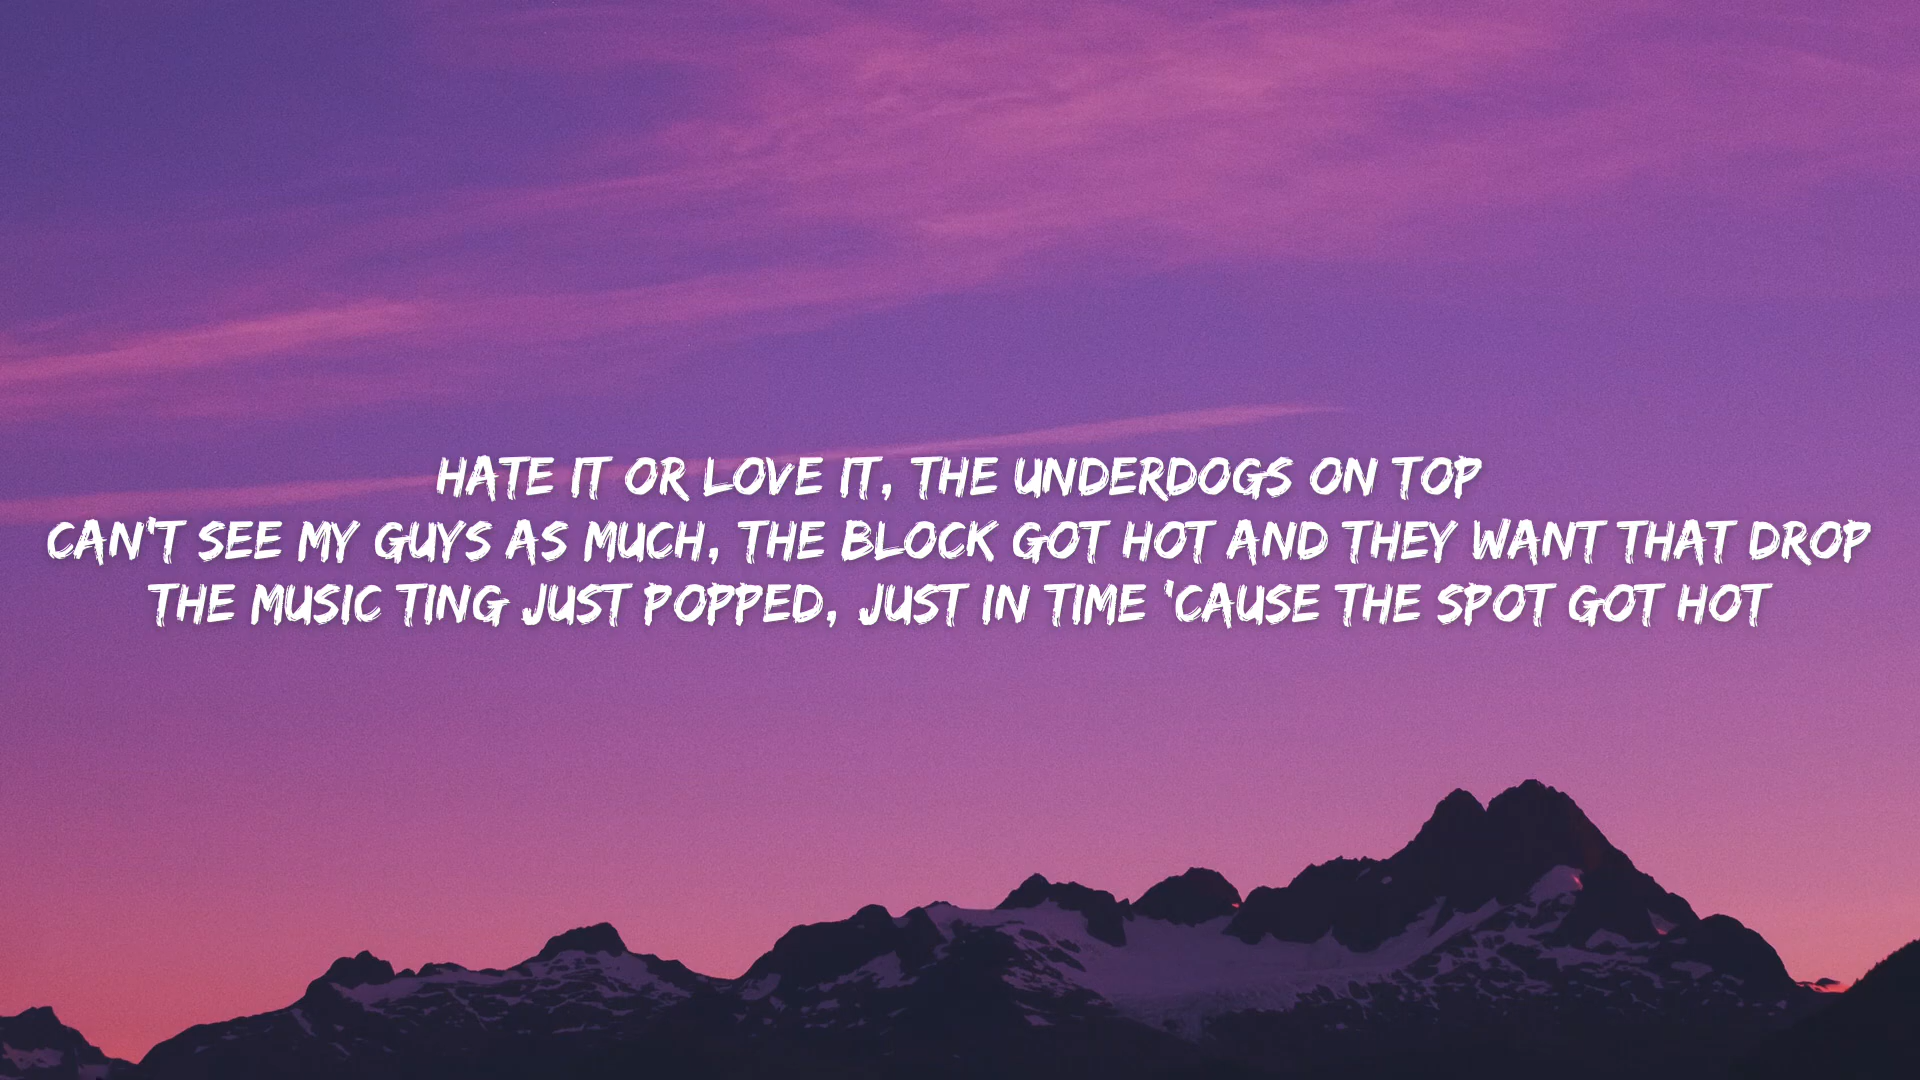 HATE IT OR LOVE IT, THE UNDERDOGS ON TOP
CAN'T SEE MY GUYS AS MUCH, THE BLOCK GOT HOT AND THEY WANT THAT DROP
THE MUSIC TING JUST POPPED, JUST IN TIME 'CAUSE THE SPOT GOT HOT